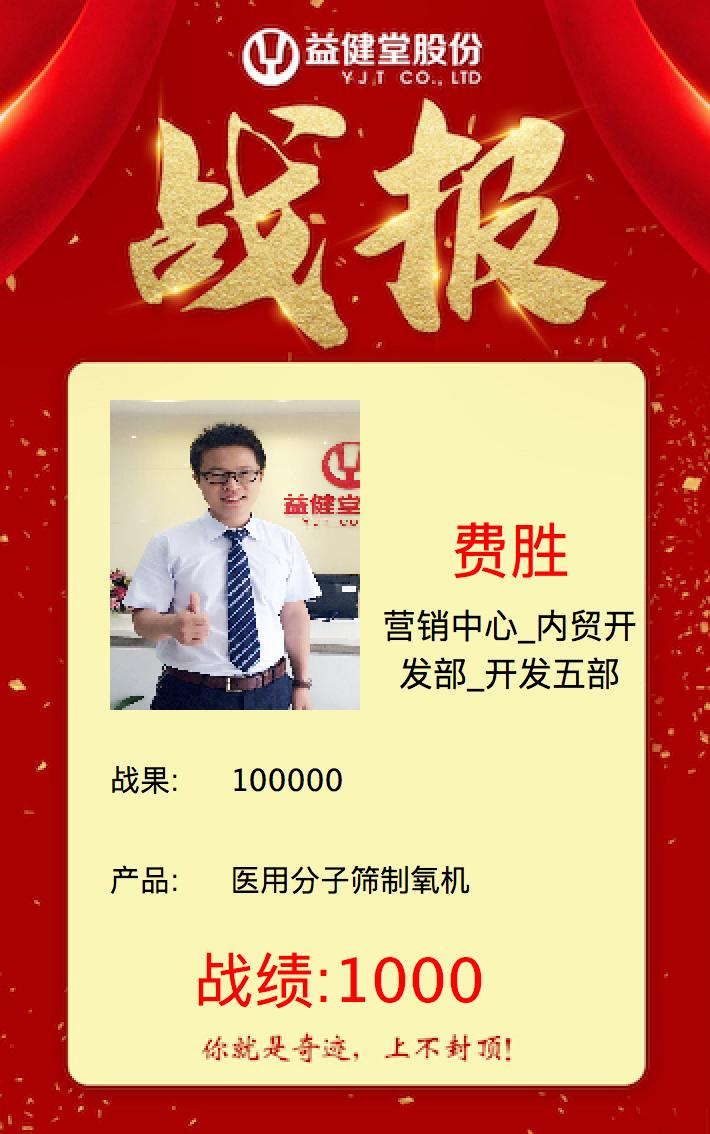 益健堂股份
YJT CO., LTD
战报
益健堂
费胜
营销中心_内贸开
发部_开发五部
战果: 100000
产品: 医用分子筛制氧机
战绩:1000
你就是奇迹，上不封顶!